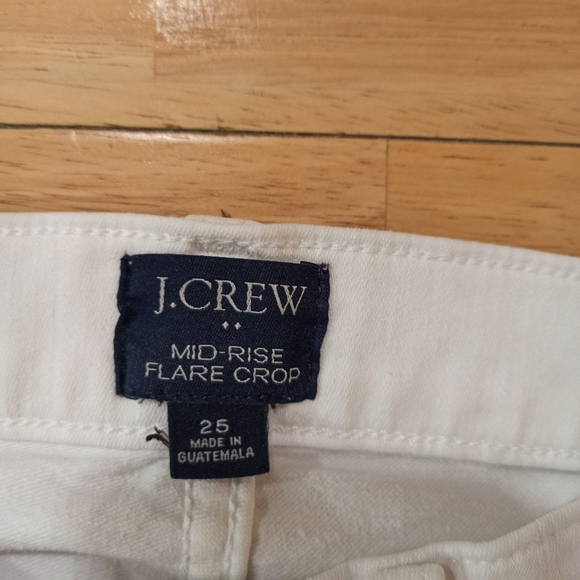 J.CREW
MID-RISE
FLARE CROP
25
MADE IN
GUATEMALA